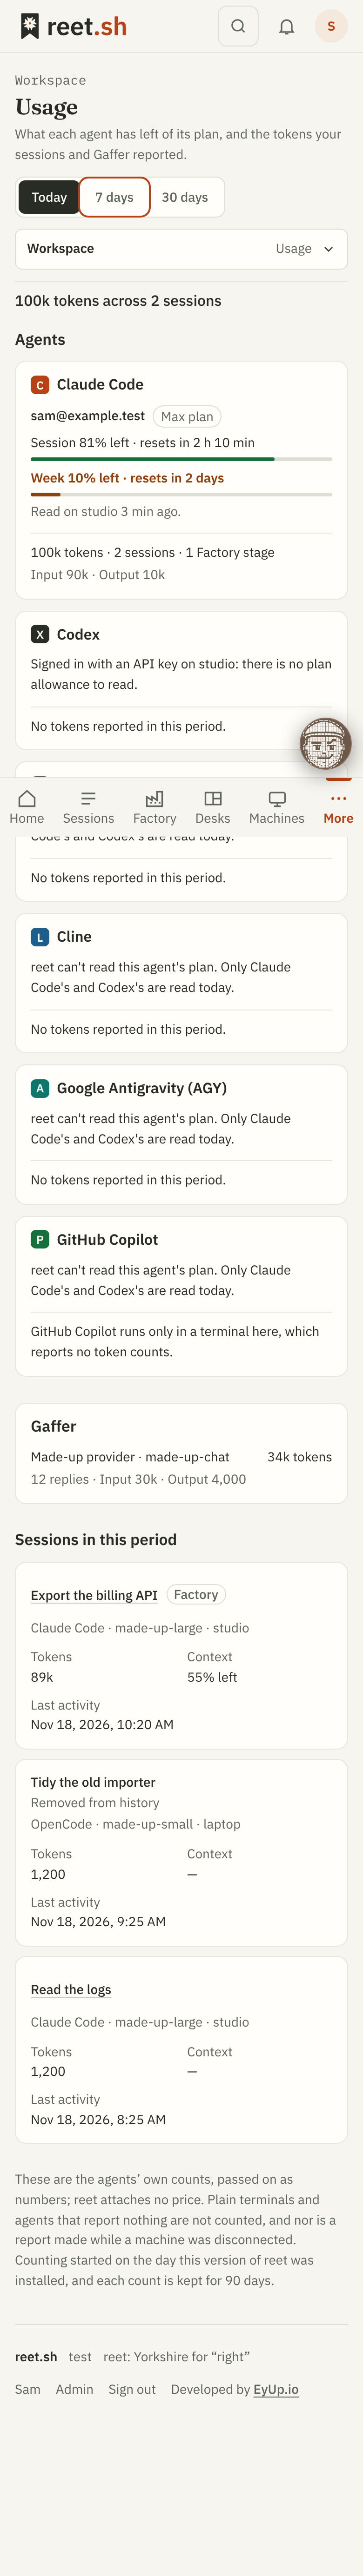 reet.sh
S
Workspace
Usage
What each agent has left of its plan, and the tokens your
sessions and Gaffer reported.
Today 7 days 30 days
Workspace Usage
100k tokens across 2 sessions
Agents
C Claude Code
sam@example.test Max plan
Session 81% left · resets in 2 h 10 min
Week 10% left · resets in 2 days
Read on studio 3 min ago.
100k tokens · 2 sessions · 1 Factory stage
Input 90k · Output 10k
X Codex
Signed in with an API key on studio: there is no plan
allowance to read.
No tokens reported in this period.
Home Sessions Factory Desks Machines More
Code's and Codex's are read today.
No tokens reported in this period.
L Cline
reet can't read this agent's plan. Only Claude
Code's and Codex's are read today.
No tokens reported in this period.
A Google Antigravity (AGY)
reet can't read this agent's plan. Only Claude
Code's and Codex's are read today.
No tokens reported in this period.
P GitHub Copilot
reet can't read this agent's plan. Only Claude
Code's and Codex's are read today.
GitHub Copilot runs only in a terminal here, which
reports no token counts.
Gaffer
Made-up provider · made-up-chat 34k tokens
12 replies · Input 30k · Output 4,000
Sessions in this period
Export the billing API Factory
Claude Code · made-up-large · studio
Tokens Context
89k 55% left
Last activity
Nov 18, 2026, 10:20 AM
Tidy the old importer
Removed from history
OpenCode · made-up-small · laptop
Tokens Context
1,200 —
Last activity
Nov 18, 2026, 9:25 AM
Read the logs
Claude Code · made-up-large · studio
Tokens Context
1,200 —
Last activity
Nov 18, 2026, 8:25 AM
These are the agents’ own counts, passed on as
numbers; reet attaches no price. Plain terminals and
agents that report nothing are not counted, and nor is a
report made while a machine was disconnected.
Counting started on the day this version of reet was
installed, and each count is kept for 90 days.
reet.sh test reet: Yorkshire for “right”
Sam Admin Sign out Developed by EyUp.io